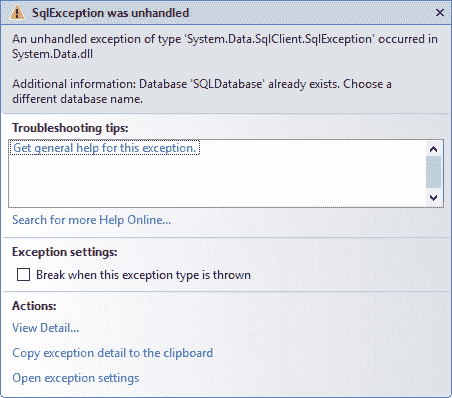 SqlException was unhandled
An unhandled exception of type 'System.Data.SqlClient.SqlException' occurred in
System.Data.dll
Additional information: Database 'SQLDatabase' already exists. Choose a
different database name.
Troubleshooting tips:
Get general help for this exception.
Search for more Help Online...
Exception settings:
Break when this exception type is thrown
Actions:
View Detail...
Copy exception detail to the clipboard
Open exception settings